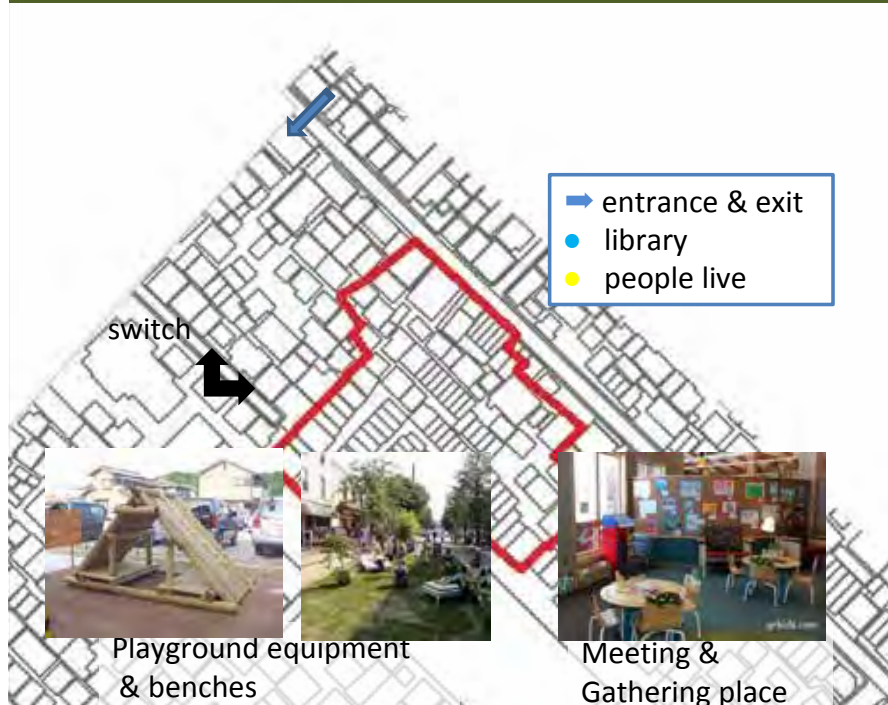 entrance & exit
library
people live
switch
Playground equipment
& benches
Meeting &
Gathering place